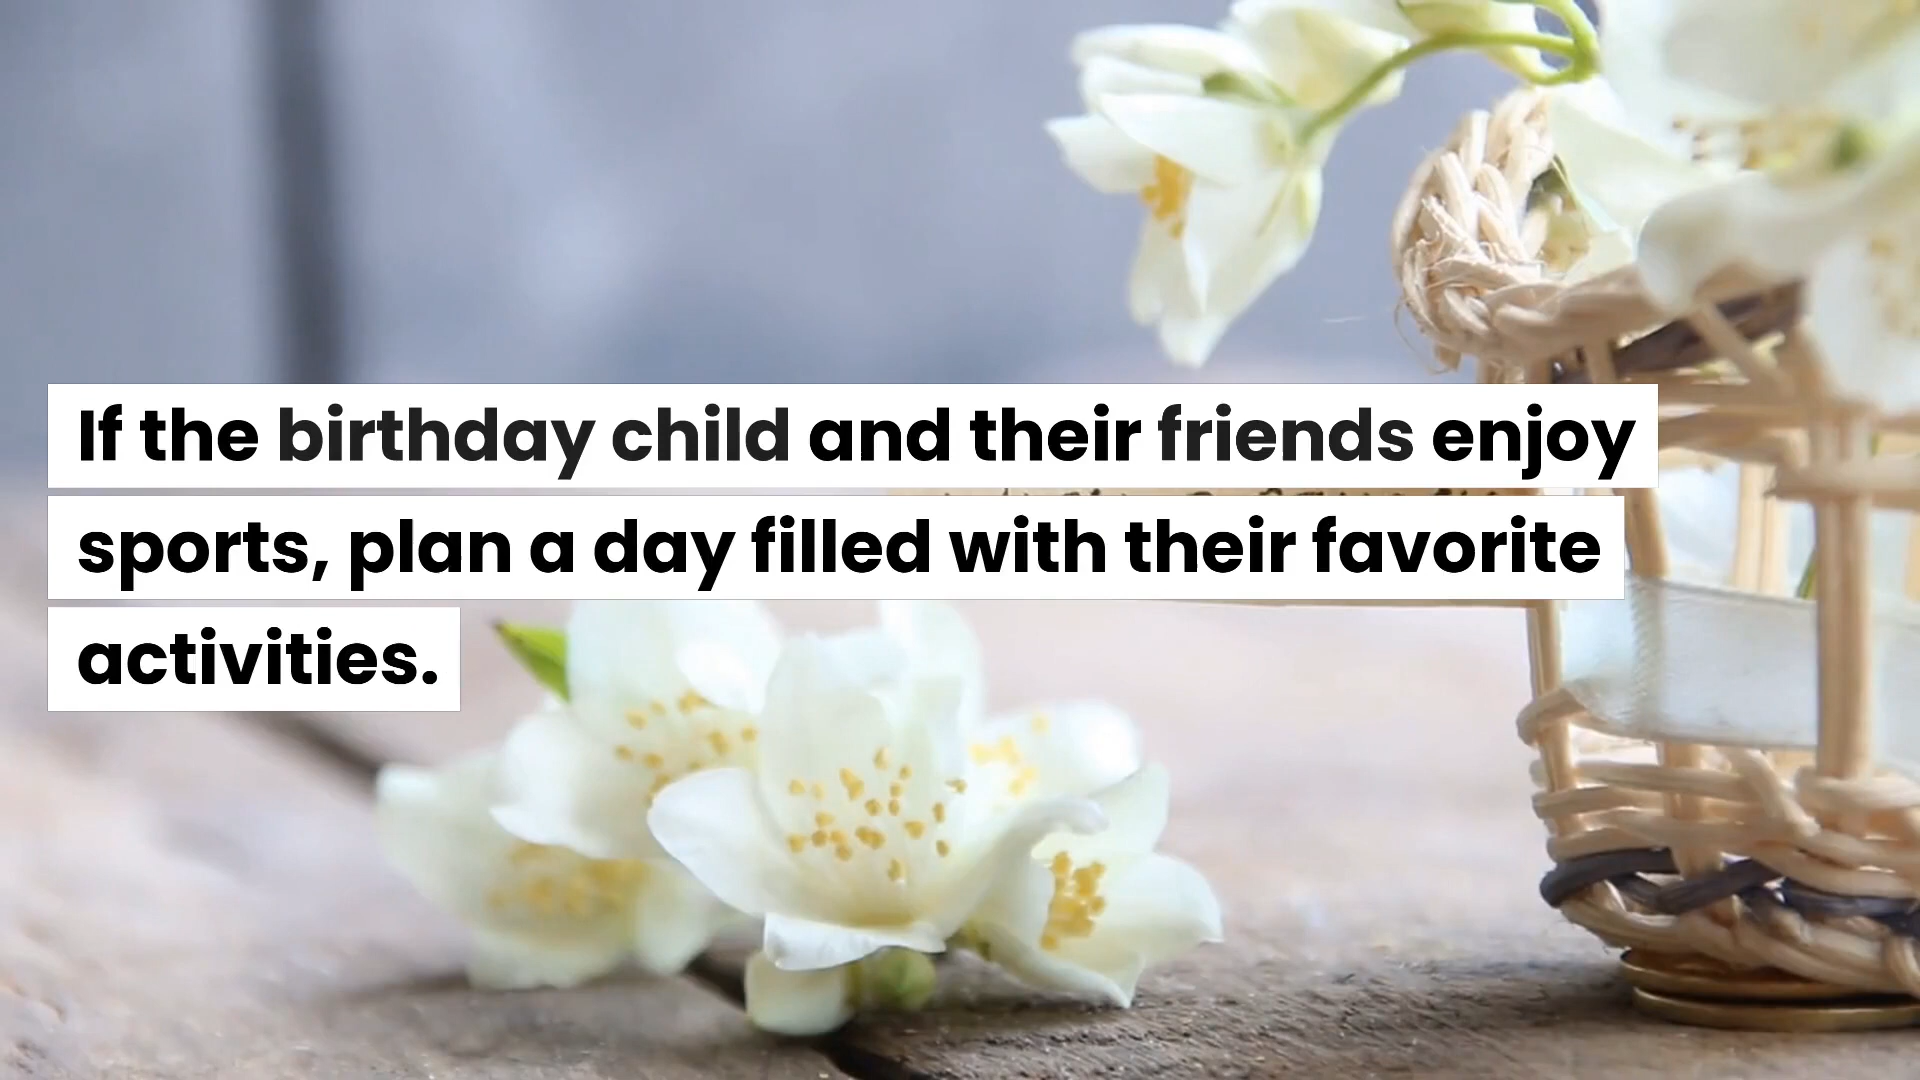 If the birthday child and their friends enjoy
sports, plan a day filled with their favorite
activities.